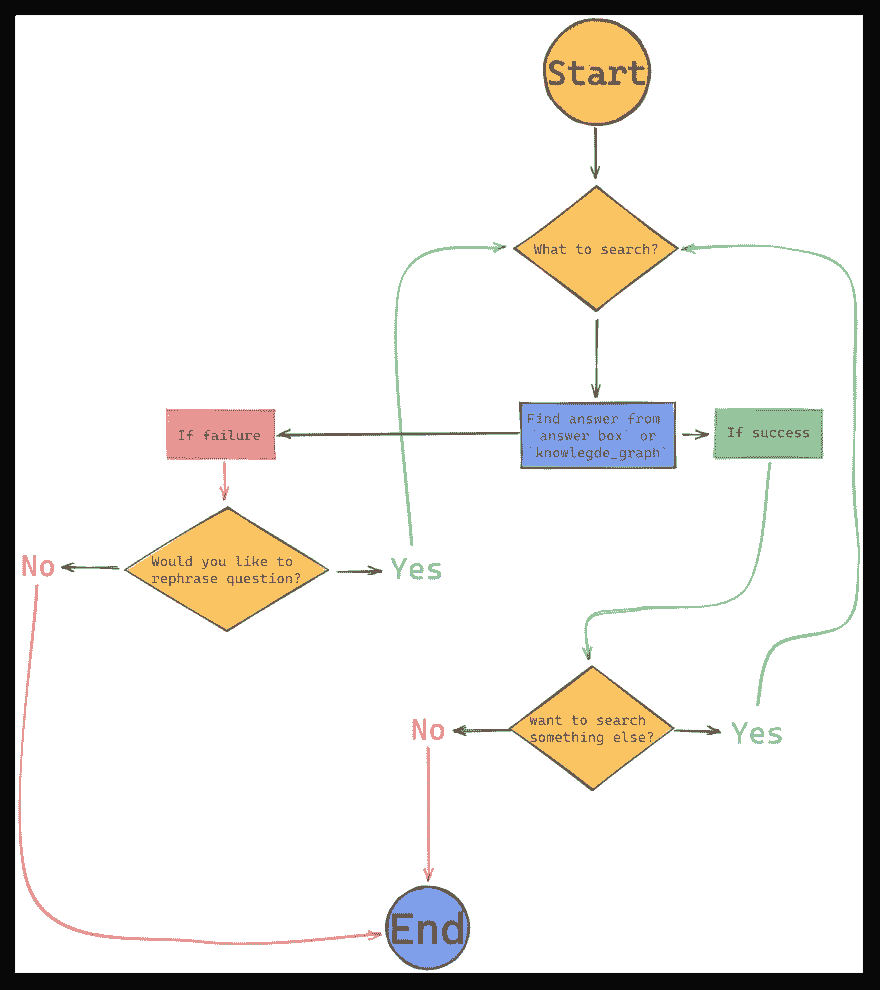 Start
What to search?
Find answer from
`answer box` or
`knowlegde_graph`
If failure
If success
Would you like to
rephrase question?
No
Yes
want to search
something else?
No
Yes
End